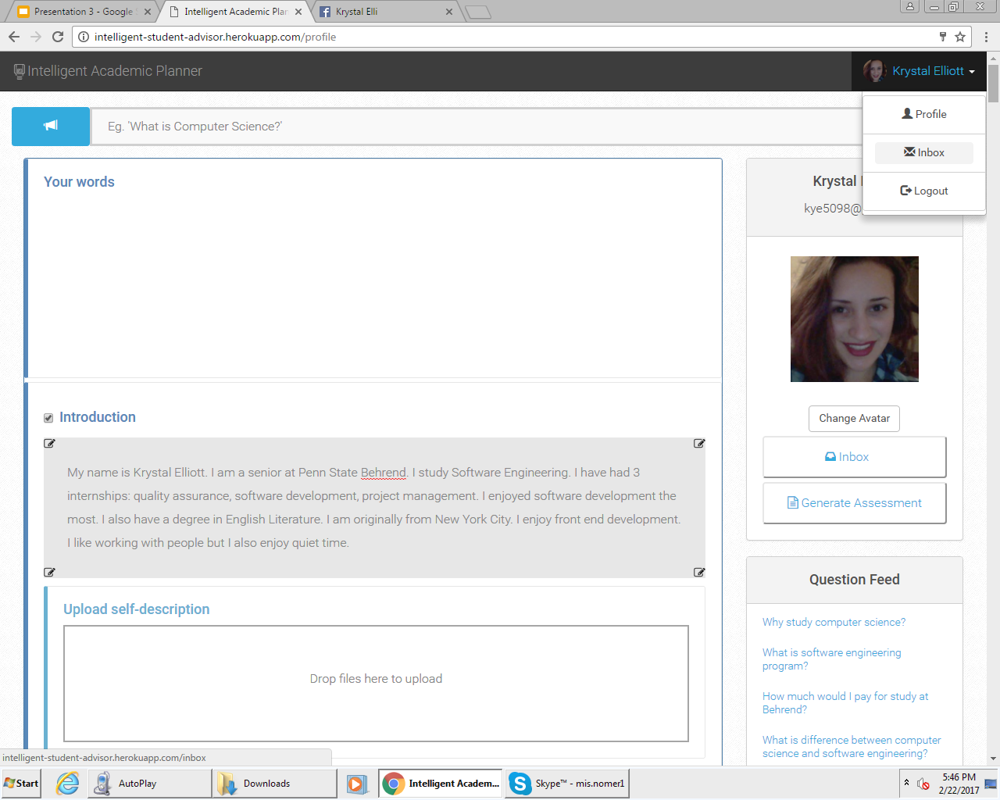 Presentation 3 - Google
Intelligent Academic Plan
Krystal Elli
intelligent-student-advisor.herokuapp.com/profile
Intelligent Academic Planner
Krystal Elliott
Profile
Inbox
Logout
Eg. 'What is Computer Science?'
Your words
Introduction
My name is Krystal Elliott. I am a senior at Penn State Behrend. I study Software Engineering. I have had 3
internships: quality assurance, software development, project management. I enjoyed software development the
most. I also have a degree in English Literature. I am originally from New York City. I enjoy front end development.
I like working with people but I also enjoy quiet time.
Upload self-description
Drop files here to upload
Krystal
kye5098@
Change Avatar
Inbox
Generate Assessment
Question Feed
Why study computer science?
What is software engineering
program?
How much would I pay for study at
Behrend?
What is difference between computer
science and software engineering?
intelligent-student-advisor.herokuapp.com/inbox
Start
AutoPlay
Downloads
Intelligent Academ...
Skype™ - mis.nomer1
5:46 PM
2/22/2017